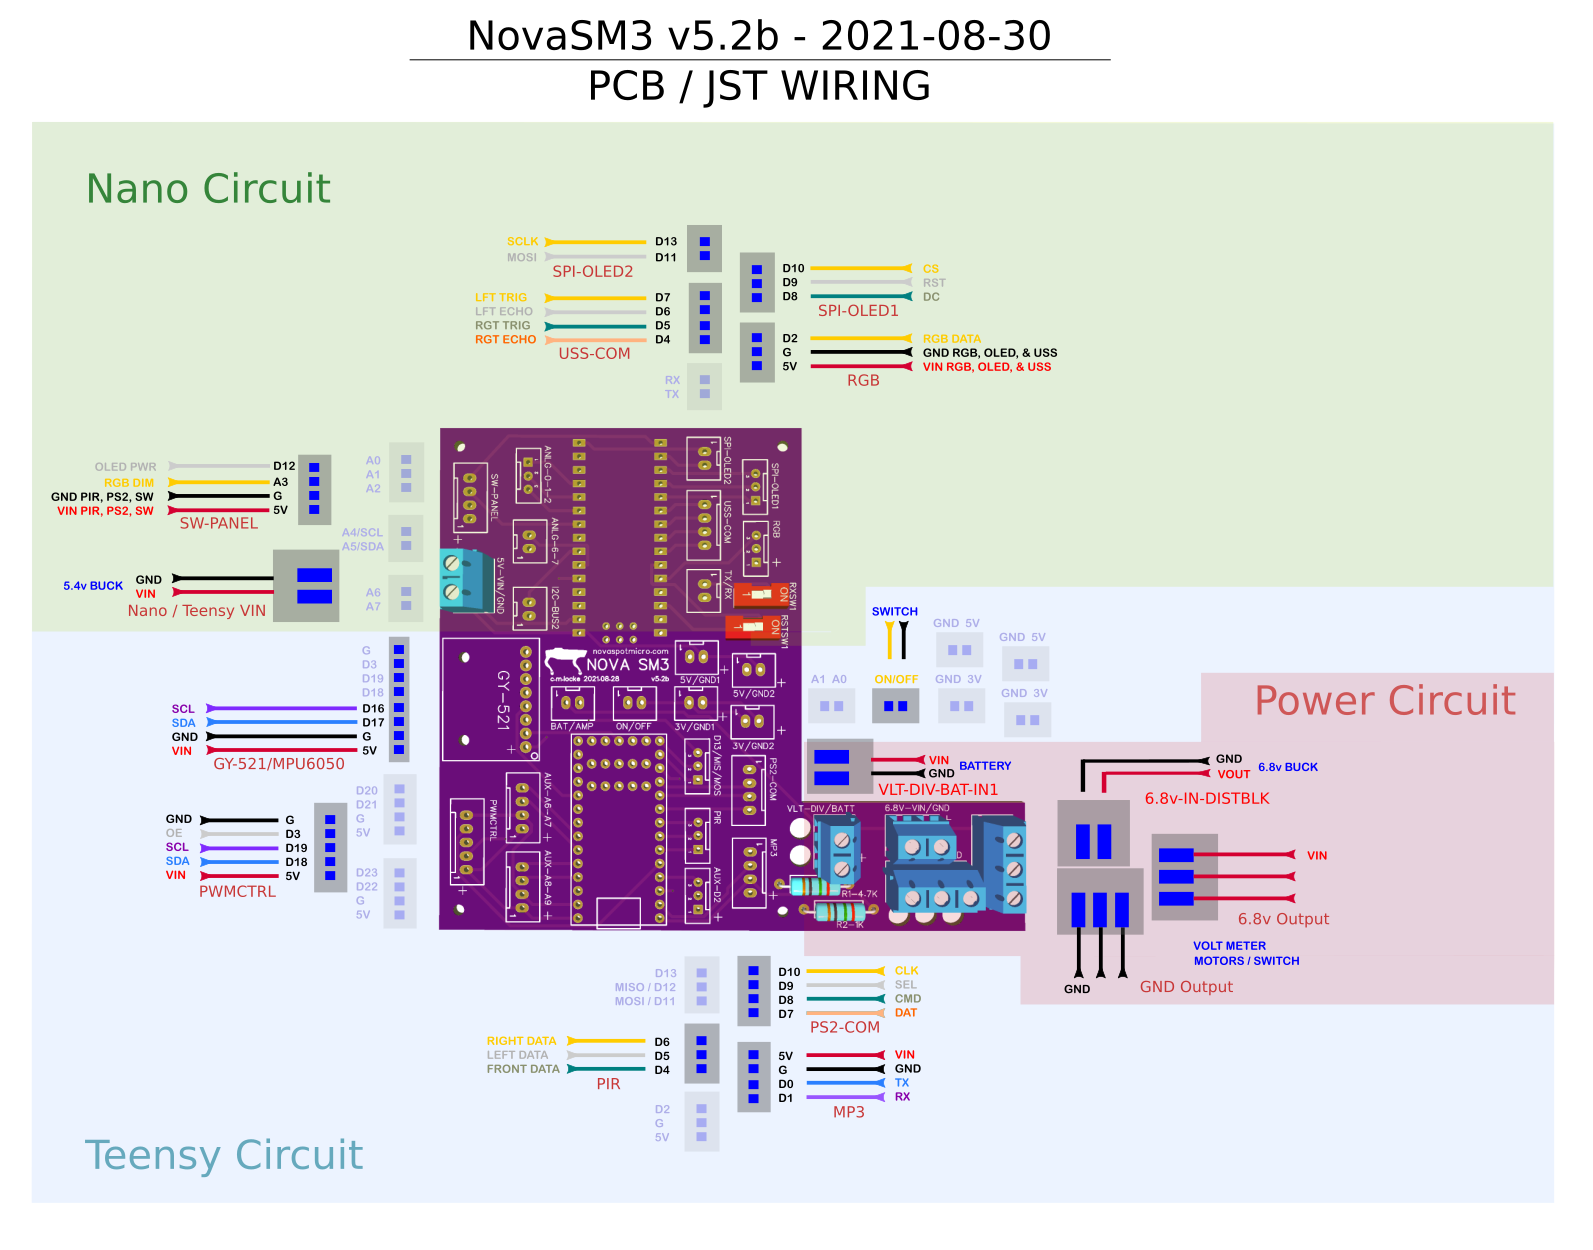 NovaSM3 v5.2b - 2021-08-30
PCB / JST WIRING
Nano Circuit
SCLK D13
MOSI D11
SPI-OLED2
D10 CS
D9 RST
D8 DC
SPI-OLED1
LFT TRIG D7
LFT ECHO D6
RGT TRIG D5
RGT ECHO D4
USS-COM
D2 RGB DATA
G GND RGB, OLED, & USS
5V VIN RGB, OLED, & USS
RGB
RX
TX
OLED PWR D12
RGB DIM A3
GND PIR, PS2, SW G
VIN PIR, PS2, SW 5V
SW-PANEL
A0
A1
A2
A4/SCL
A5/SDA
5.4v BUCK
GND
VIN
Nano / Teensy VIN
A6
A7
SW-PANEL
ANLG-0-1-2
ANLG-6-7
I2C-BUS2
5V-VIN/GND
SPI-OLED2
SPI-OLED1
USS-COM
RGB
TX/RX
RXSW1
ON
RSTSW1
ON
novaspotmicro.com
NOVA SM3
c.m.locke 2021-08-28 v5-2b
GY-521
5V/GND1
5V/GND2
BAT/AMP
ON/OFF
3V/GND1
3V/GND2
D13/MIS/MOS
PS2-COM
AUX-A6-A7
PWMCTRL
PIR
MP3
AUX-A8-A9
AUX-D2
VLT-DIV/BATT
6.8V-VIN/GND
R1-4.7K
R2-1K
G
D3
D19
D18
SCL D16
SDA D17
GND G
VIN 5V
GY-521/MPU6050
D20
D21
G
5V
GND G
OE D3
SCL D19
SDA D18
VIN 5V
PWMCTRL
D23
D22
G
5V
SWITCH
ON/OFF
A1 A0
GND 5V
GND 5V
GND 3V
GND 3V
VIN
GND
BATTERY
VLT-DIV-BAT-IN1
Power Circuit
GND
VOUT
6.8v BUCK
6.8v-IN-DISTBLK
VIN
6.8v Output
VOLT METER
MOTORS / SWITCH
GND
GND Output
D13
MISO / D12
MOSI / D11
D10 CLK
D9 SEL
D8 CMD
D7 DAT
PS2-COM
RIGHT DATA D6
LEFT DATA D5
FRONT DATA D4
PIR
5V VIN
G GND
D0 TX
D1 RX
MP3
D2
G
5V
Teensy Circuit